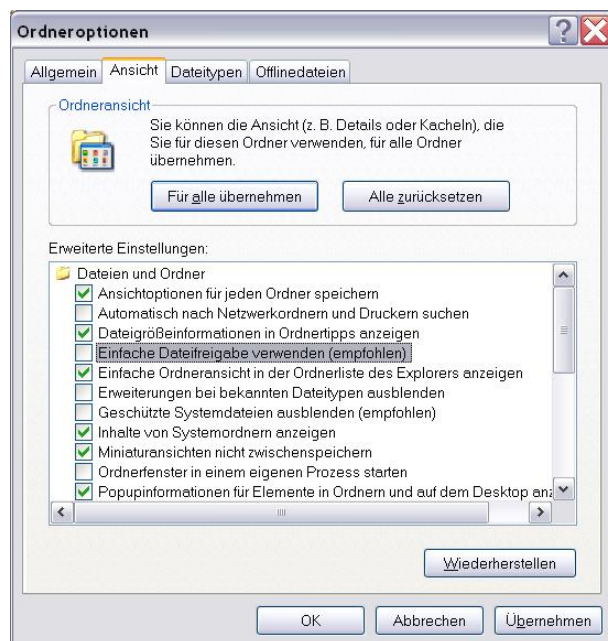 Ordneroptionen
Allgemein Ansicht Dateitypen Offlinedateien
Ordneransicht
Sie können die Ansicht (z. B. Details oder Kacheln), die
Sie für diesen Ordner verwenden, für alle Ordner
übernehmen.
Für alle übernehmen Alle zurücksetzen
Erweiterte Einstellungen:
Dateien und Ordner
Ansichtoptionen für jeden Ordner speichern
Automatisch nach Netzwerkordnern und Druckern suchen
Dateigrößeinformationen in Ordnertipps anzeigen
Einfache Dateifreigabe verwenden (empfohlen)
Einfache Ordneransicht in der Ordnerliste des Explorers anzeigen
Erweiterungen bei bekannten Dateitypen ausblenden
Geschützte Systemdateien ausblenden (empfohlen)
Inhalte von Systemordnern anzeigen
Miniaturansichten nicht zwischenspeichern
Ordnerfenster in einem eigenen Prozess starten
Popupinformationen für Elemente in Ordnern und auf dem Desktop anz
Wiederherstellen
OK Abbrechen Übernehmen